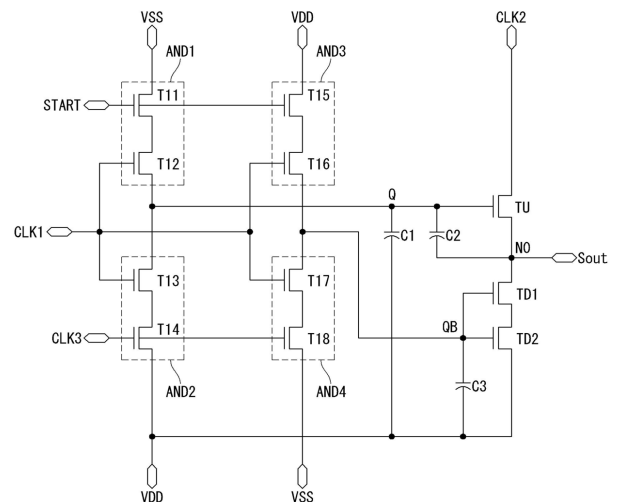 VSS
VDD
CLK2
AND1
AND3
START
T11
T15
T12
T16
Q
TU
CLK1
C1
C2
NO
Sout
T13
T17
TD1
QB
CLK3
T14
T18
TD2
AND2
AND4
C3
VDD
VSS